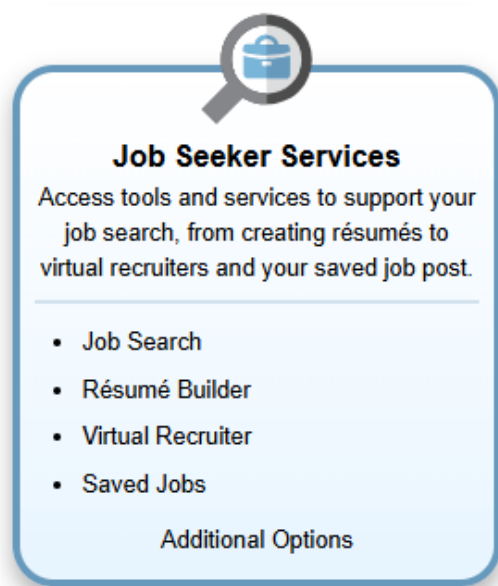 Job Seeker Services
Access tools and services to support your
job search, from creating résumés to
virtual recruiters and your saved job post.
• Job Search
• Résumé Builder
• Virtual Recruiter
• Saved Jobs
Additional Options